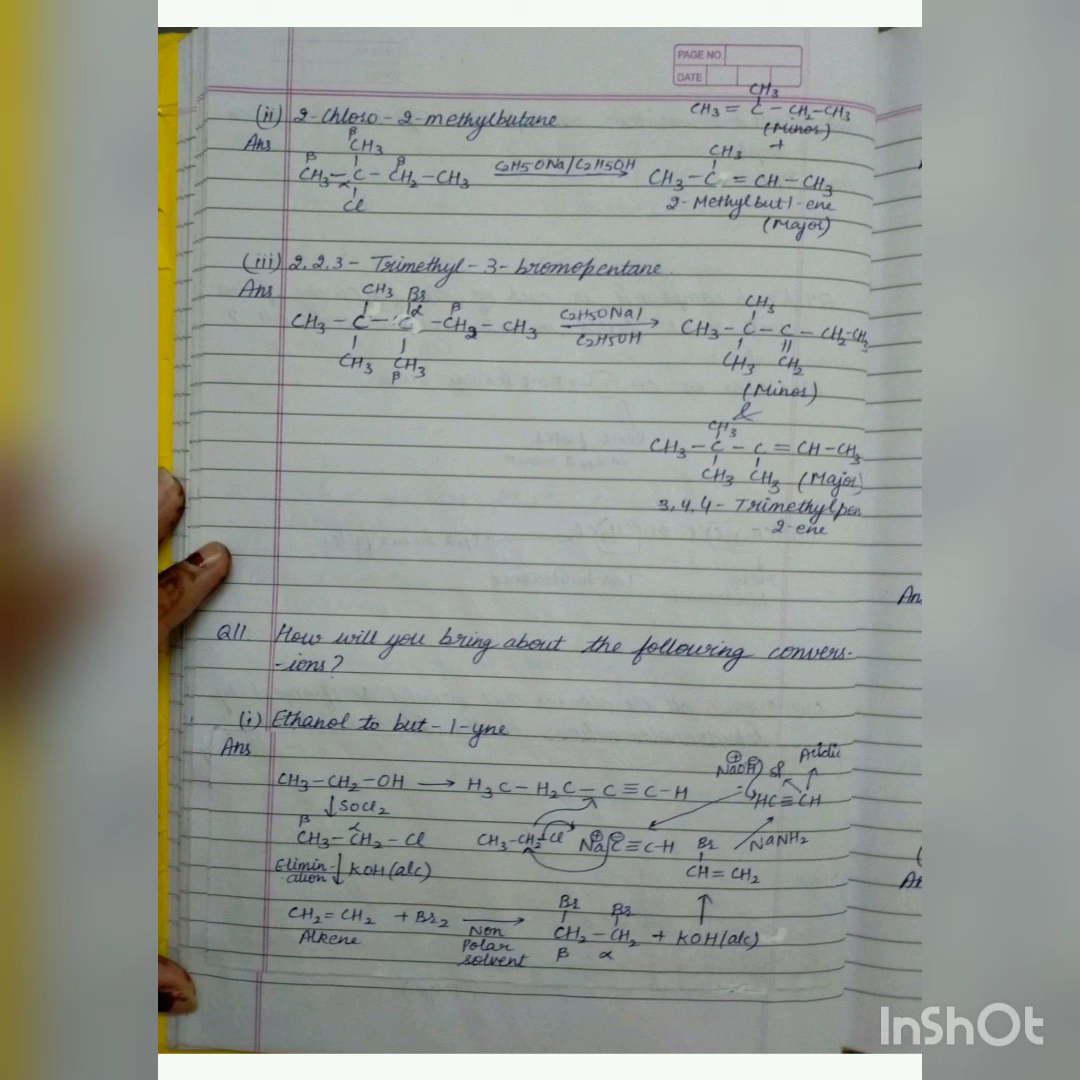 PAGE NO.
DATE
CH3
CH3 = C - CH2-CH3
(Minor)
+
(ii) 2-chloro-2-methylbutane
Ans
β
CH3
β β
CH3 - C - CH2 - CH3 C2H5ONa/C2H5OH
α
Cl
CH3
CH3 - C = CH - CH3
2-Methylbut-1-ene
(Major)
(iii) 2,2,3-Trimethyl-3-bromopentane
Ans
CH3 Br
α β
CH3 - C - C - CH2 - CH3 C2H5ONa/
C2H5OH
CH3 CH3
β
CH3
CH3 - C - C - CH2-CH3
CH3 CH2
(Minor)
&
CH3
CH3 - C - C = CH-CH3
CH3 CH3 (Major)
3,4,4-Trimethylpen
2-ene
An
Q11 How will you bring about the following convers-
-ions?
(i) Ethanol to but-1-yne
Ans
CH3-CH2-OH → H3C-H2C-C≡C-H
NaOH sp Acidic
HC≡CH
↓SOCl2
β α
CH3-CH2-Cl CH3-CH2-Cl Na C≡C-H
NaNH2
Br
CH=CH2
Elimin-
ation ↓ KOH(alc)
CH2=CH2 + Br2 → Br Br
CH2-CH2 + KOH(alc)
Alkene Non
Polar
solvent
β α
An
InShOt